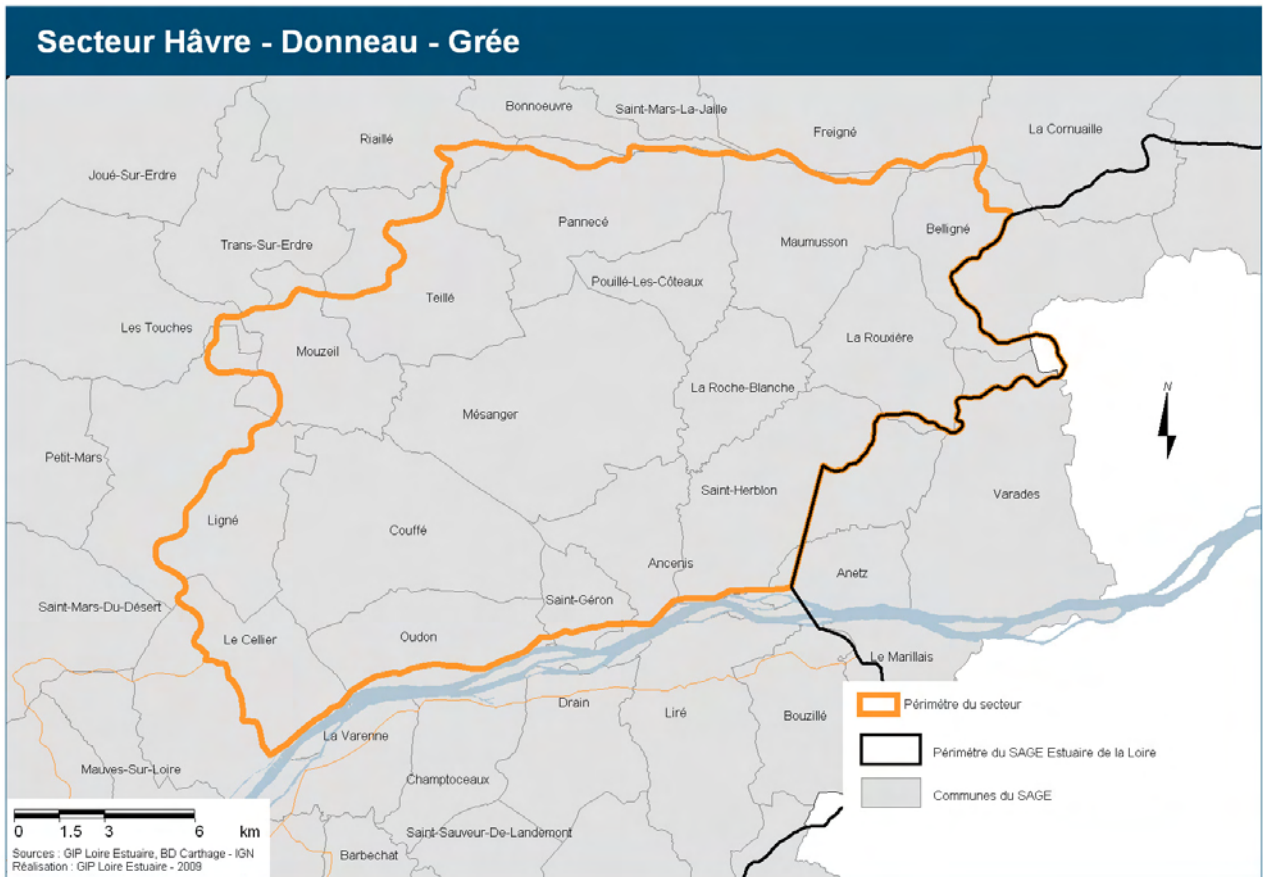 Secteur Hâvre - Donneau - Grée
Bonnoeuvre
Saint-Mars-La-Jaille
Freigné
La Cornuaille
Riaillé
Joué-Sur-Erdre
Pannecé
Belligné
Trans-Sur-Erdre
Maumusson
Pouillé-Les-Côteaux
Teillé
Les Touches
La Rouxière
Mouzeil
La Roche-Blanche
N
Mésanger
Petit-Mars
Saint-Herblon
Varades
Ligné
Couffé
Ancenis
Anetz
Saint-Géron
Saint-Mars-Du-Désert
Le Cellier
Oudon
Le Marillais
Drain
Liré
Bouzillé
Périmètre du secteur
La Varenne
Périmètre du SAGE Estuaire de la Loire
Mauves-Sur-Loire
Champtoceaux
Communes du SAGE
0 1.5 3 6 km
Saint-Sauveur-De-Landemont
Barbechat
Sources : GIP Loire Estuaire, BD Carthage - IGN
Réalisation : GIP Loire Estuaire - 2009